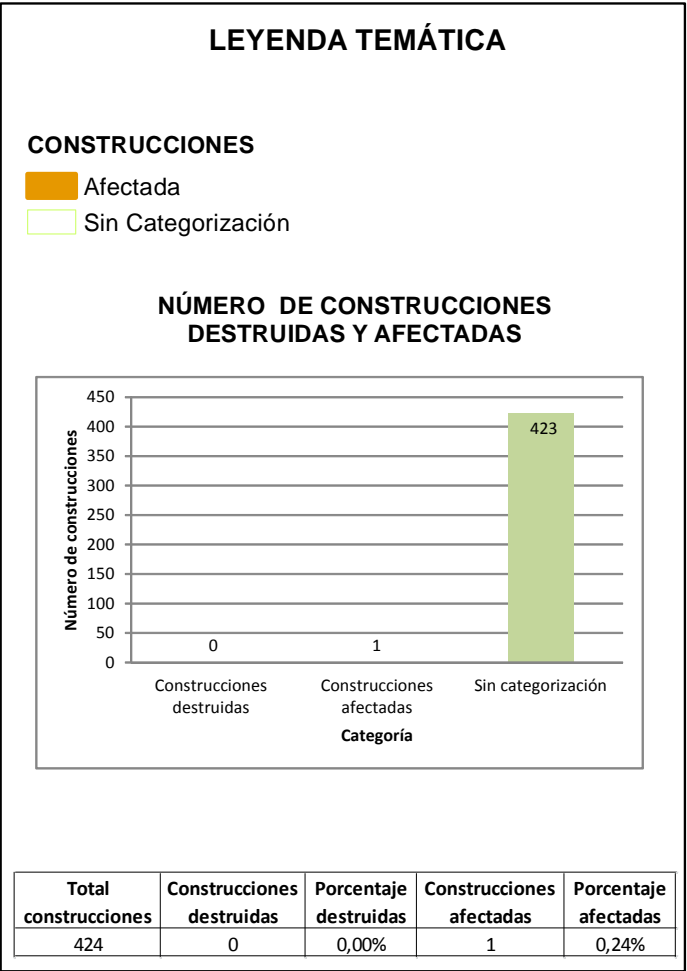 LEYENDA TEMÁTICA
CONSTRUCCIONES
Afectada
Sin Categorización
NÚMERO  DE CONSTRUCCIONES
DESTRUIDAS Y AFECTADAS
450
400
350
300
250
200
150
100
50
0
Número de construcciones
0
1
423
Construcciones
destruidas
Construcciones
afectadas
Sin categorización
Categoría
Total Construcciones Porcentaje Construcciones Porcentaje
construcciones destruidas destruidas afectadas afectadas
424 0 0,00% 1 0,24%